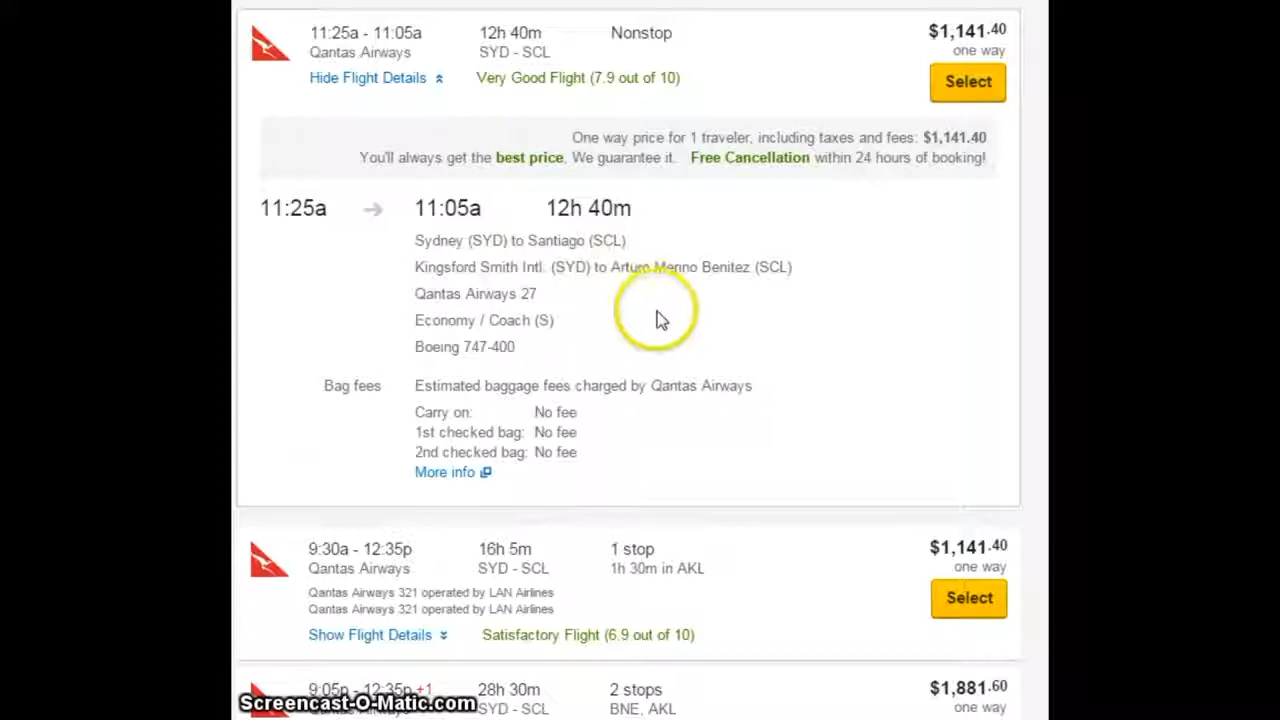 11:25a - 11:05a 12h 40m Nonstop $1,141.40
Qantas Airways SYD - SCL one way
Hide Flight Details Very Good Flight (7.9 out of 10) Select
One way price for 1 traveler, including taxes and fees: $1,141.40
You'll always get the best price. We guarantee it. Free Cancellation within 24 hours of booking!
11:25a → 11:05a 12h 40m
Sydney (SYD) to Santiago (SCL)
Kingsford Smith Intl. (SYD) to Arturo Merino Benitez (SCL)
Qantas Airways 27
Economy / Coach (S)
Boeing 747-400
Bag fees Estimated baggage fees charged by Qantas Airways
Carry on: No fee
1st checked bag: No fee
2nd checked bag: No fee
More info
9:30a - 12:35p 16h 5m 1 stop $1,141.40
Qantas Airways SYD - SCL 1h 30m in AKL one way
Qantas Airways 321 operated by LAN Airlines
Qantas Airways 321 operated by LAN Airlines
Select
Show Flight Details Satisfactory Flight (6.9 out of 10)
9:05p - 12:35p +1 28h 30m 2 stops $1,881.60
Qantas Airways SYD - SCL BNE, AKL one way
Screencast-O-Matic.com